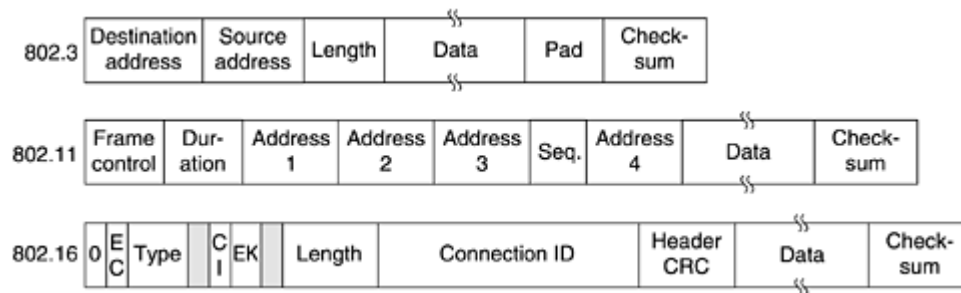 802.3 Destination address Source address Length Data Pad Check-sum
802.11 Frame control Dur-ation Address 1 Address 2 Address 3 Seq. Address 4 Data Check-sum
802.16 0 EC Type CI EK Length Connection ID Header CRC Data Check-sum